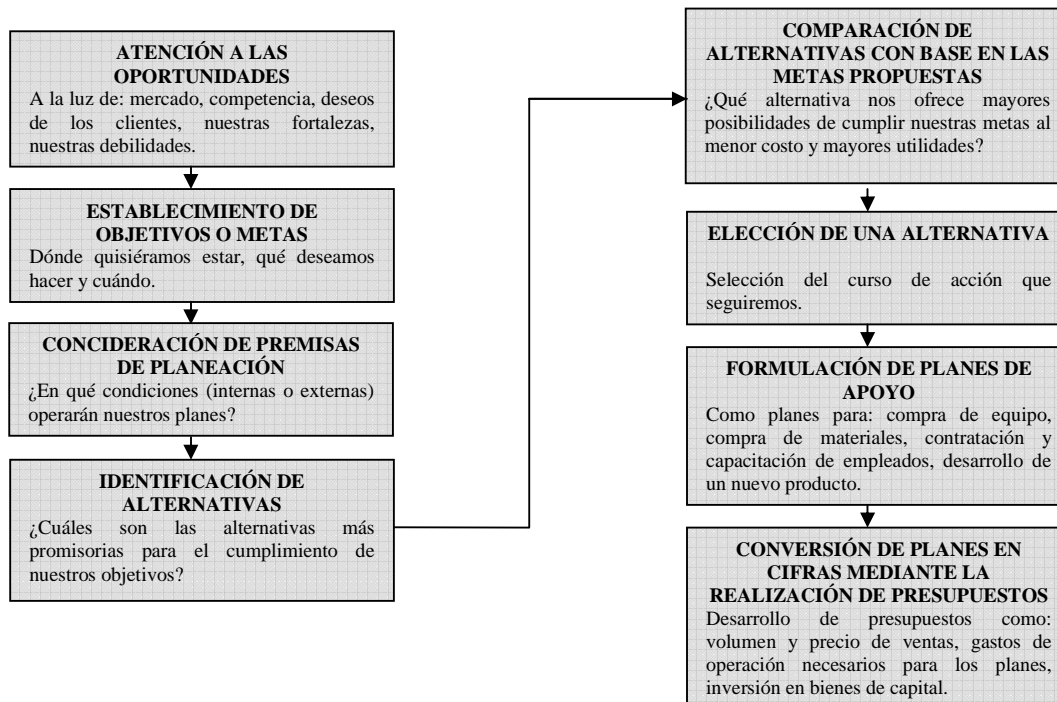 ATENCIÓN A LAS
OPORTUNIDADES
A la luz de: mercado, competencia, deseos
de los clientes, nuestras fortalezas,
nuestras debilidades.
ESTABLECIMIENTO DE
OBJETIVOS O METAS
Dónde quisiéramos estar, qué deseamos
hacer y cuándo.
CONCIDERACIÓN DE PREMISAS
DE PLANEACIÓN
¿En qué condiciones (internas o externas)
operarán nuestros planes?
IDENTIFICACIÓN DE
ALTERNATIVAS
¿Cuáles son las alternativas más
promisorias para el cumplimiento de
nuestros objetivos?
COMPARACIÓN DE
ALTERNATIVAS CON BASE EN LAS
METAS PROPUESTAS
¿Qué alternativa nos ofrece mayores
posibilidades de cumplir nuestras metas al
menor costo y mayores utilidades?
ELECCIÓN DE UNA ALTERNATIVA
Selección del curso de acción que
seguiremos.
FORMULACIÓN DE PLANES DE
APOYO
Como planes para: compra de equipo,
compra de materiales, contratación y
capacitación de empleados, desarrollo de
un nuevo producto.
CONVERSIÓN DE PLANES EN
CIFRAS MEDIANTE LA
REALIZACIÓN DE PRESUPUESTOS
Desarrollo de presupuestos como:
volumen y precio de ventas, gastos de
operación necesarios para los planes,
inversión en bienes de capital.